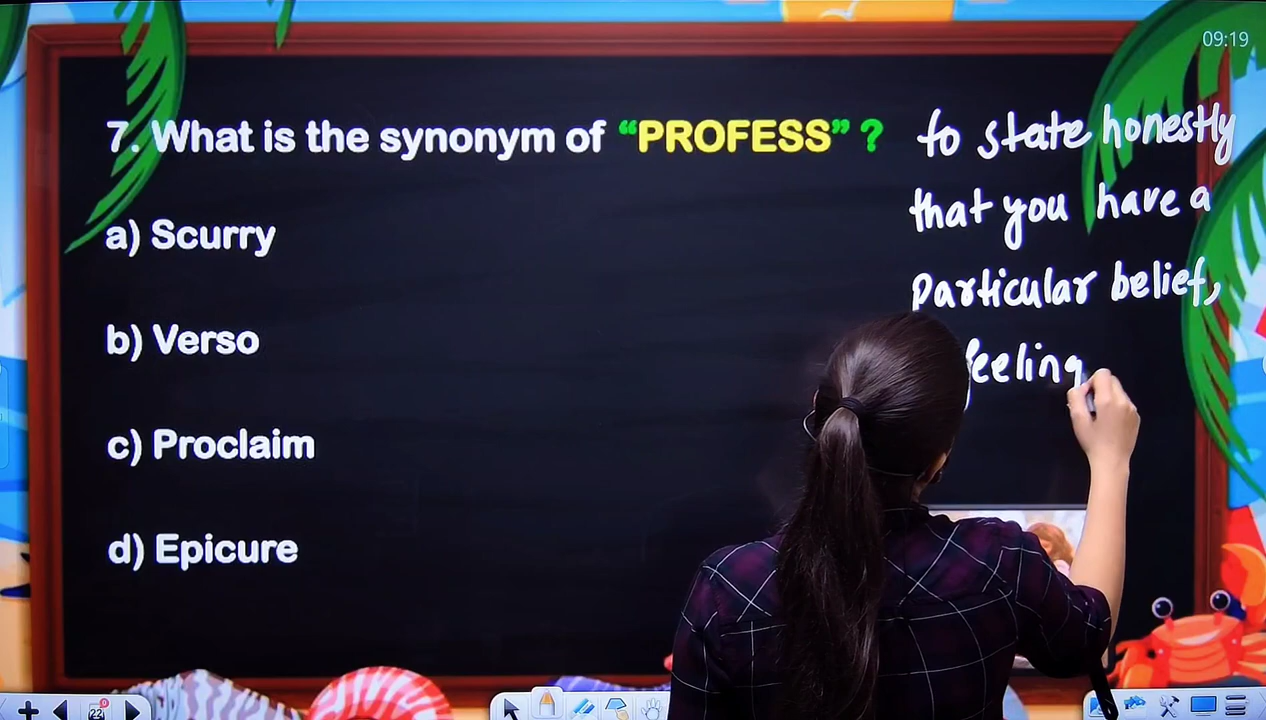 09:19
7. What is the synonym of “PROFESS” ?
to state honestly
that you have a
particular belief,
feeling
a) Scurry
b) Verso
c) Proclaim
d) Epicure